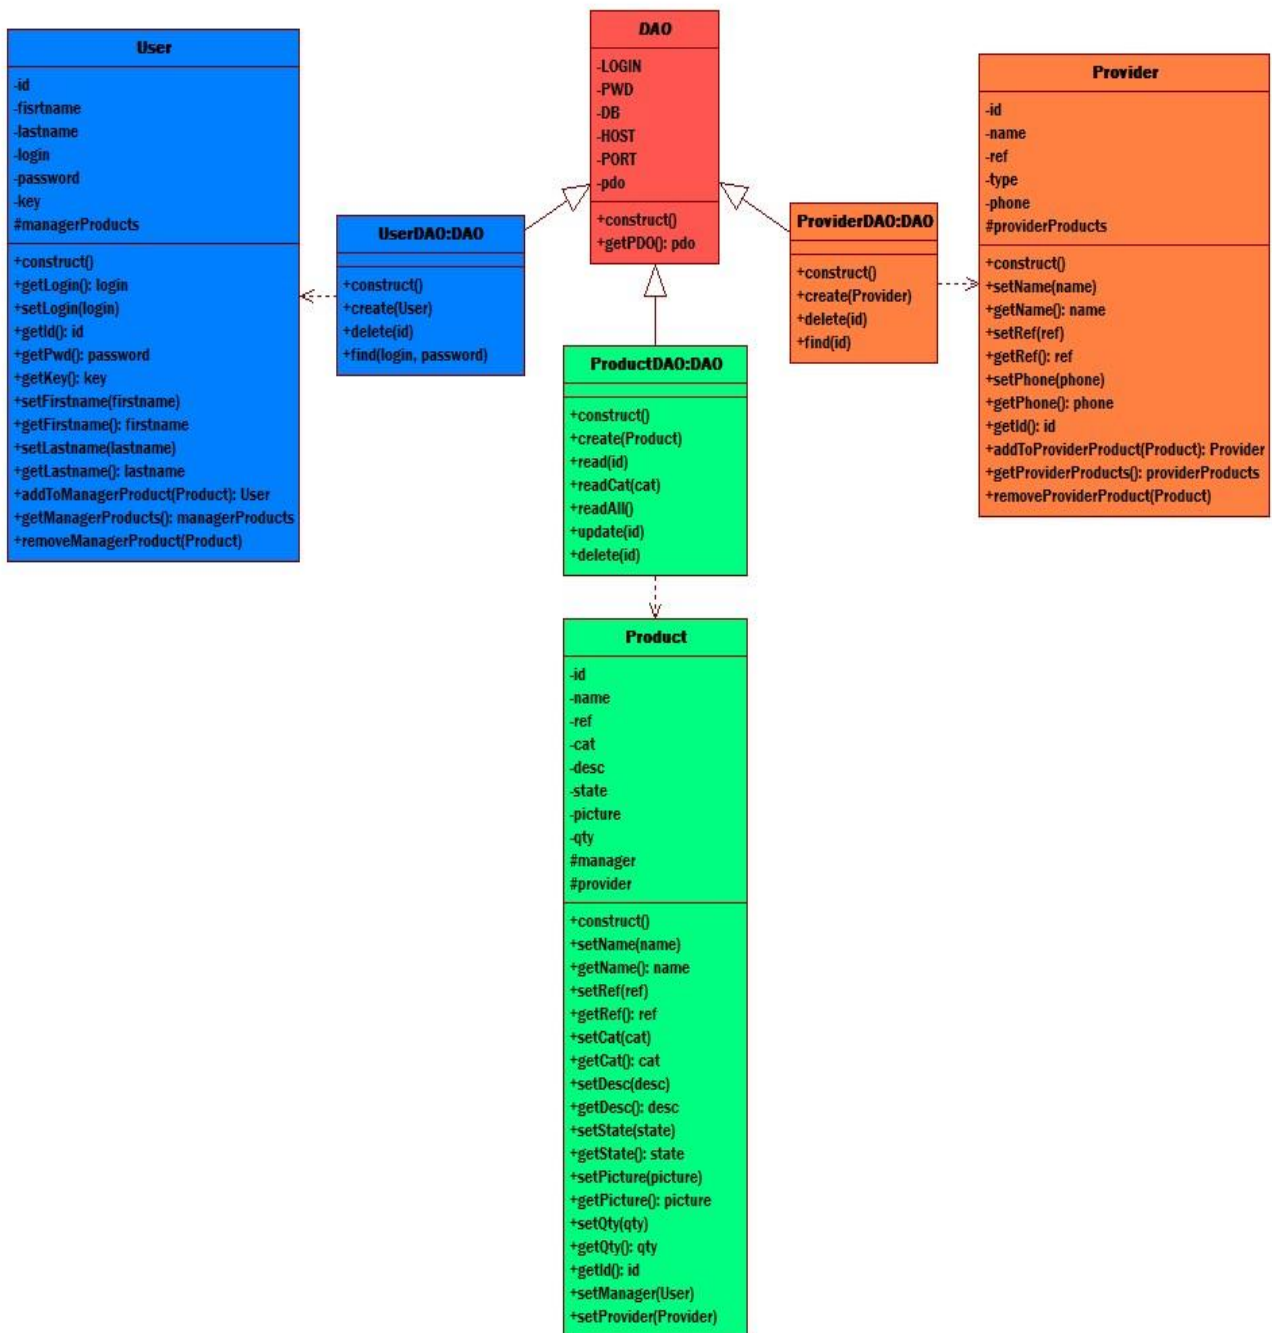 User
-id
-fisrtname
-lastname
-login
-password
-key
#managerProducts
+construct()
+getLogin(): login
+setLogin(login)
+getId(): id
+getPwd(): password
+getKey(): key
+setFirstname(firstname)
+getFirstname(): firstname
+setLastname(lastname)
+getLastname(): lastname
+addToManagerProduct(Product): User
+getManagerProducts(): managerProducts
+removeManagerProduct(Product)
UserDAO:DAO
+construct()
+create(User)
+delete(id)
+find(login, password)
DAO
-LOGIN
-PWD
-DB
-HOST
-PORT
-pdo
+construct()
+getPDO(): pdo
ProviderDAO:DAO
+construct()
+create(Provider)
+delete(id)
+find(id)
Provider
-id
-name
-ref
-type
-phone
#providerProducts
+construct()
+setName(name)
+getName(): name
+setRef(ref)
+getRef(): ref
+setPhone(phone)
+getPhone(): phone
+getId(): id
+addToProviderProduct(Product): Provider
+getProviderProducts(): providerProducts
+removeProviderProduct(Product)
ProductDAO:DAO
+construct()
+create(Product)
+read(id)
+readCat(cat)
+readAll()
+update(id)
+delete(id)
Product
-id
-name
-ref
-cat
-desc
-state
-picture
-qty
#manager
#provider
+construct()
+setName(name)
+getName(): name
+setRef(ref)
+getRef(): ref
+setCat(cat)
+getCat(): cat
+setDesc(desc)
+getDesc(): desc
+setState(state)
+getState(): state
+setPicture(picture)
+getPicture(): picture
+setQty(qty)
+getQty(): qty
+getId(): id
+setManager(User)
+setProvider(Provider)